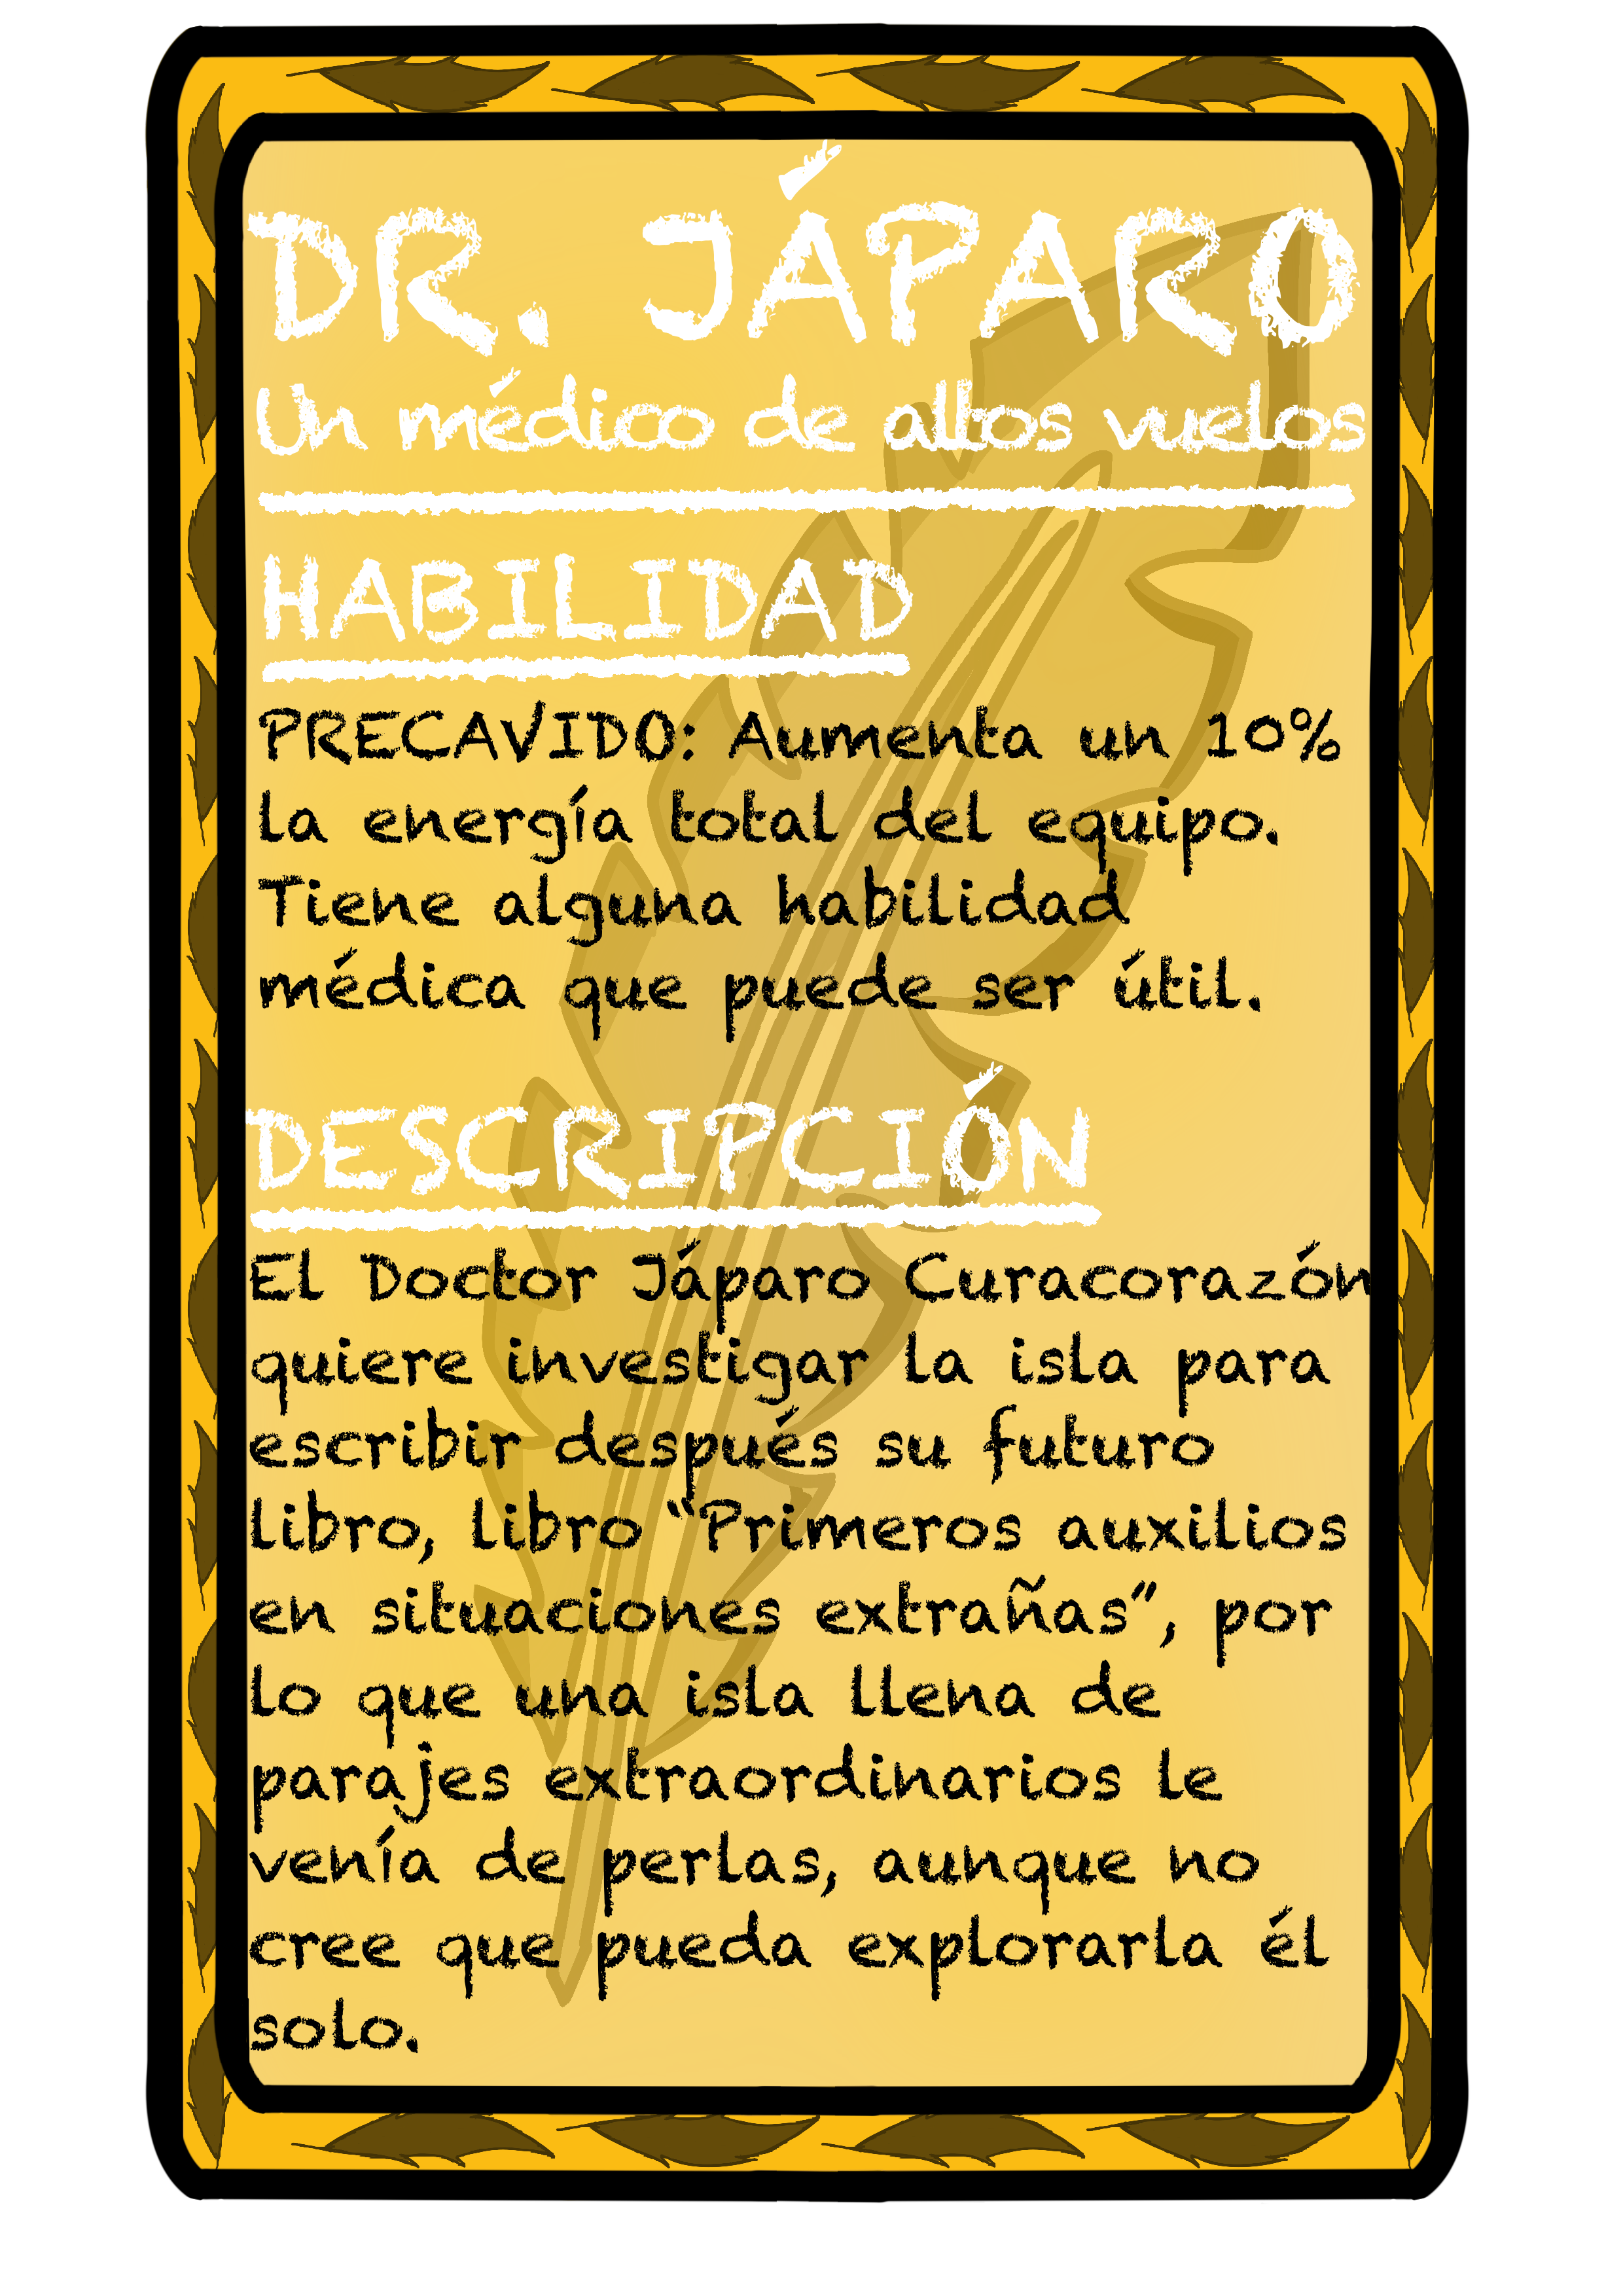 DR. JÁPARO
Un médico de altos vuelos
HABILIDAD
PRECAVIDO: Aumenta un 10%
la energía total del equipo.
Tiene alguna habilidad
médica que puede ser útil.
DESCRIPCIÓN
El Doctor Jáparo Curacorazón
quiere investigar la isla para
escribir después su futuro
libro, libro “Primeros auxilios
en situaciones extrañas”, por
lo que una isla llena de
parajes extraordinarios le
venía de perlas, aunque no
cree que pueda explorarla él
solo.